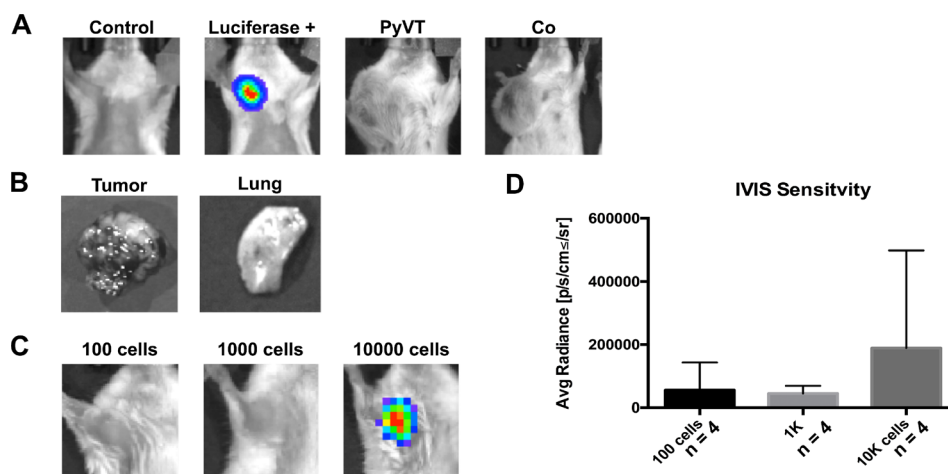 A
Control
Luciferase +
PyVT
Co
B
Tumor
Lung
C
100 cells
1000 cells
10000 cells
D
IVIS Sensitvity
Avg Radiance [p/s/cm≤/sr]
600000
400000
200000
0
100 cells
n = 4
1K
n = 4
10K cells
n = 4